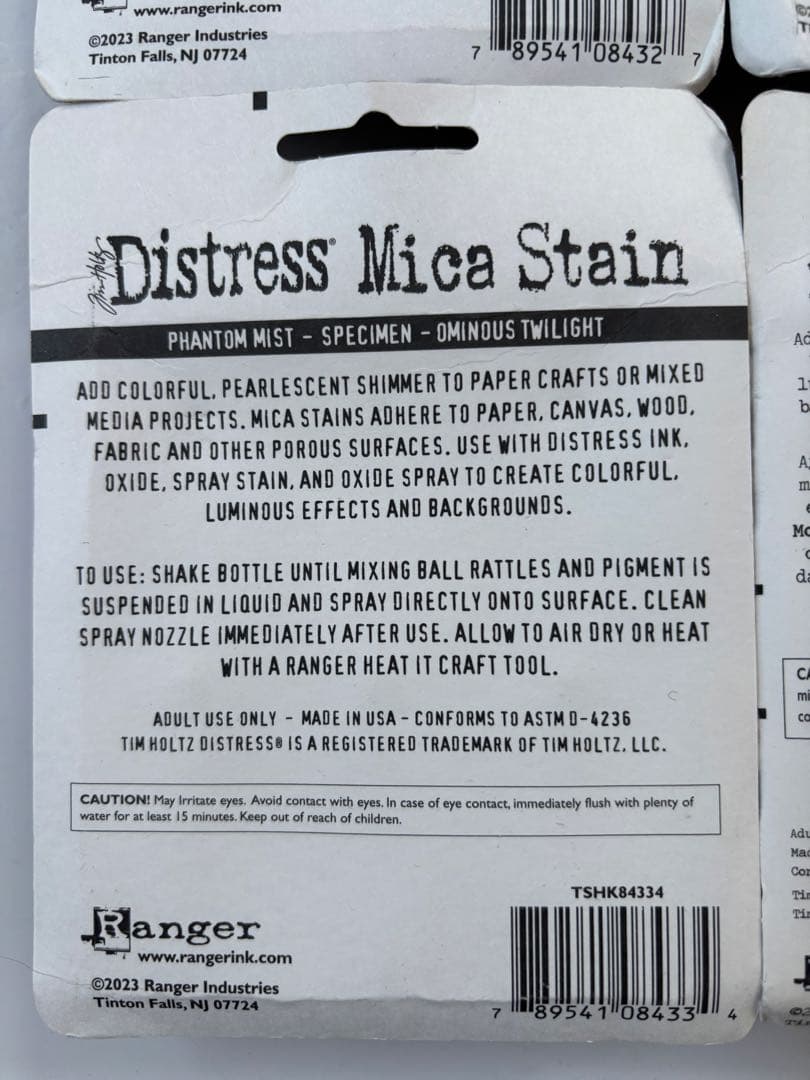 www.rangerink.com
©2023 Ranger Industries
Tinton Falls, NJ 07724
7 89541 08432 7
Tim Holtz
Distress® Mica Stain
PHANTOM MIST – SPECIMEN – OMINOUS TWILIGHT
ADD COLORFUL, PEARLESCENT SHIMMER TO PAPER CRAFTS OR MIXED
MEDIA PROJECTS. MICA STAINS ADHERE TO PAPER, CANVAS, WOOD,
FABRIC AND OTHER POROUS SURFACES. USE WITH DISTRESS INK,
OXIDE, SPRAY STAIN, AND OXIDE SPRAY TO CREATE COLORFUL,
LUMINOUS EFFECTS AND BACKGROUNDS.
TO USE: SHAKE BOTTLE UNTIL MIXING BALL RATTLES AND PIGMENT IS
SUSPENDED IN LIQUID AND SPRAY DIRECTLY ONTO SURFACE. CLEAN
SPRAY NOZZLE IMMEDIATELY AFTER USE. ALLOW TO AIR DRY OR HEAT
WITH A RANGER HEAT IT CRAFT TOOL.
ADULT USE ONLY – MADE IN USA – CONFORMS TO ASTM D-4236
TIM HOLTZ DISTRESS® IS A REGISTERED TRADEMARK OF TIM HOLTZ, LLC.
CAUTION! May Irritate eyes. Avoid contact with eyes. In case of eye contact, immediately flush with plenty of
water for at least 15 minutes. Keep out of reach of children.
TSHK84334
Ranger
www.rangerink.com
©2023 Ranger Industries
Tinton Falls, NJ 07724
7 89541 08433 4